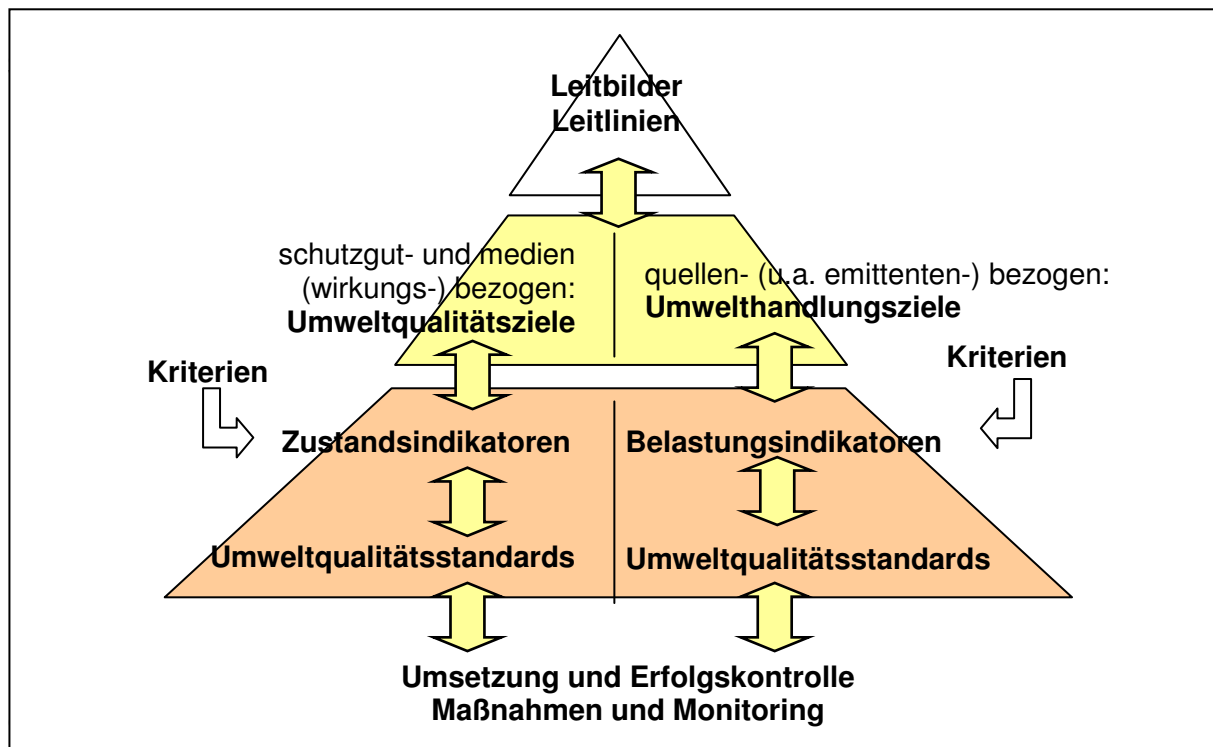 Leitbilder
Leitlinien
schutzgut- und medien
(wirkungs-) bezogen:
Umweltqualitätsziele
quellen- (u.a. emittenten-) bezogen:
Umwelthandlungsziele
Kriterien
Kriterien
Zustandsindikatoren
Belastungsindikatoren
Umweltqualitätsstandards
Umweltqualitätsstandards
Umsetzung und Erfolgskontrolle
Maßnahmen und Monitoring